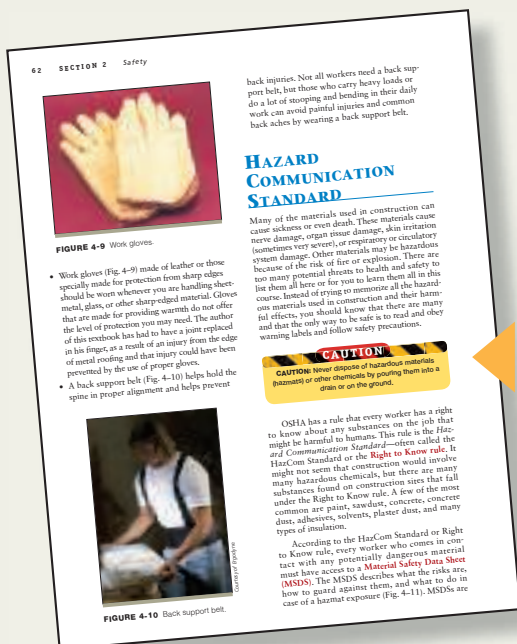 62 SECTION 2 Safety
FIGURE 4-9 Work gloves.
• Work gloves (Fig. 4–9) made of leather or those
specially made for protection from sharp edges
should be worn whenever you are handling sheet-
metal, glass, or other sharp-edged material. Gloves
that are made for providing warmth do not offer
the level of protection you may need. The author
of this textbook has had to have a joint replaced
in his finger, as a result of an injury from the edge
of metal roofing and that injury could have been
prevented by the use of proper gloves.
• A back support belt (Fig. 4–10) helps hold the
spine in proper alignment and helps prevent
Courtesy of Ergodyne
FIGURE 4-10 Back support belt.
back injuries. Not all workers need a back sup-
port belt, but those who carry heavy loads or
do a lot of stooping and bending in their daily
work can avoid painful injuries and common
back aches by wearing a back support belt.
HAZARD
COMMUNICATION
STANDARD
Many of the materials used in construction can
cause sickness or even death. These materials cause
nerve damage, organ tissue damage, skin irritation
(sometimes very severe), or respiratory or circulatory
system damage. Other materials may be hazardous
because of the risk of fire or explosion. There are
too many potential threats to health and safety to
list them all here or for you to learn them all in this
course. Instead of trying to memorize all the hazard-
ous materials used in construction and their harm-
ful effects, you should know that there are many
and that the only way to be safe is to read and obey
warning labels and follow safety precautions.
CAUTION
CAUTION: Never dispose of hazardous materials
(hazmats) or other chemicals by pouring them into a
drain or on the ground.
OSHA has a rule that every worker has a right
to know about any substances on the job that
might be harmful to humans. This rule is the Haz-
ard Communication Standard—often called the
HazCom Standard or the Right to Know rule. It
might not seem that construction would involve
many hazardous chemicals, but there are many
substances found on construction sites that fall
under the Right to Know rule. A few of the most
common are paint, sawdust, concrete, concrete
dust, adhesives, solvents, plaster dust, and many
types of insulation.
According to the HazCom Standard or Right
to Know rule, every worker who comes in con-
tact with any potentially dangerous material
must have access to a Material Safety Data Sheet
(MSDS). The MSDS describes what the risks are,
how to guard against them, and what to do in
case of a hazmat exposure (Fig. 4–11). MSDSs are